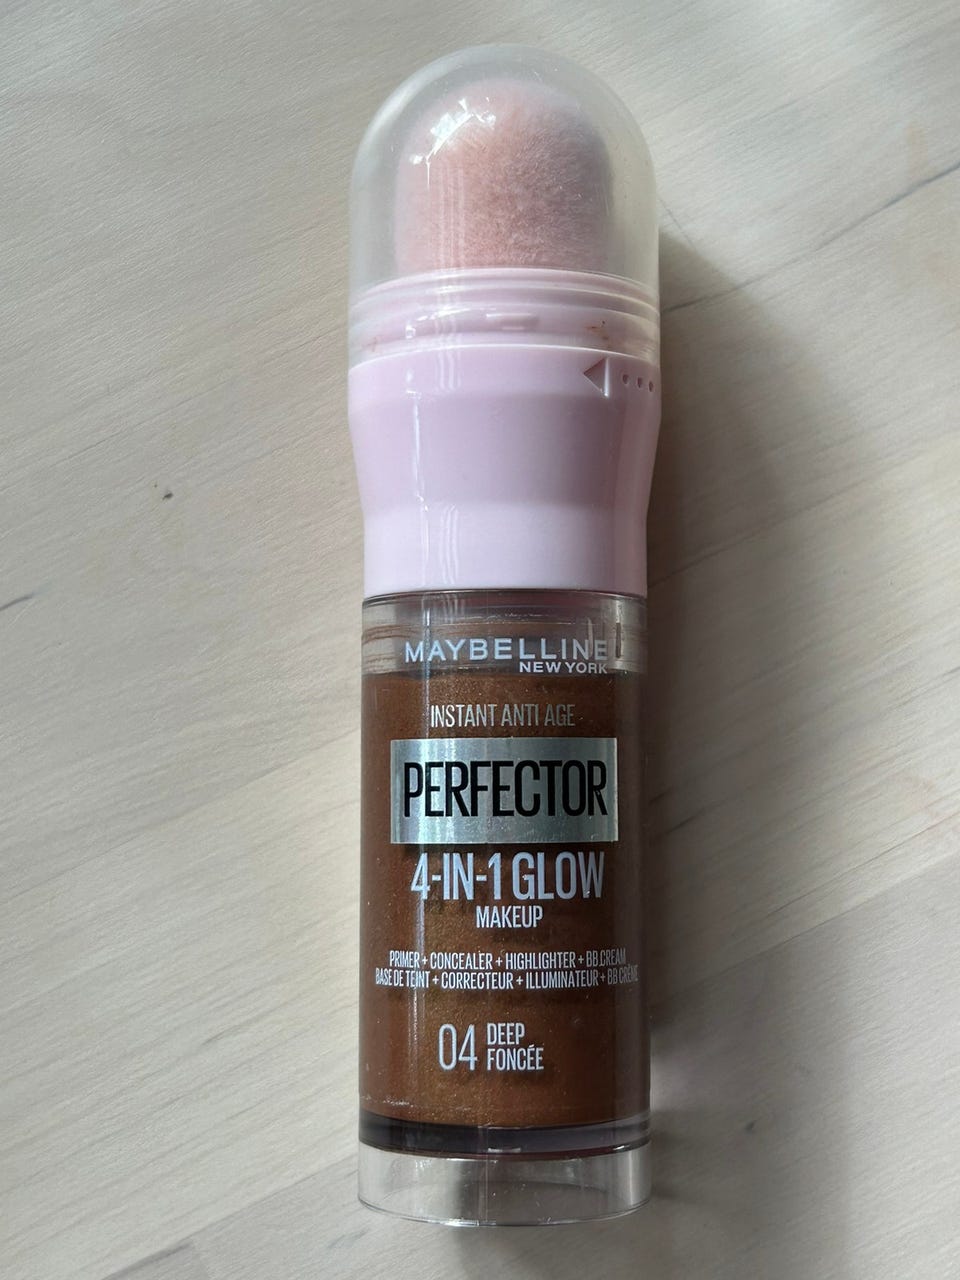 MAYBELLINE
NEW YORK
INSTANT ANTI AGE
PERFECTOR
4-IN-1 GLOW
MAKEUP
PRIMER + CONCEALER + HIGHLIGHTER + BB CREAM
BASE DE TEINT + CORRECTEUR + ILLUMINATEUR + BB CRÈME
04 DEEP
FONCÉE